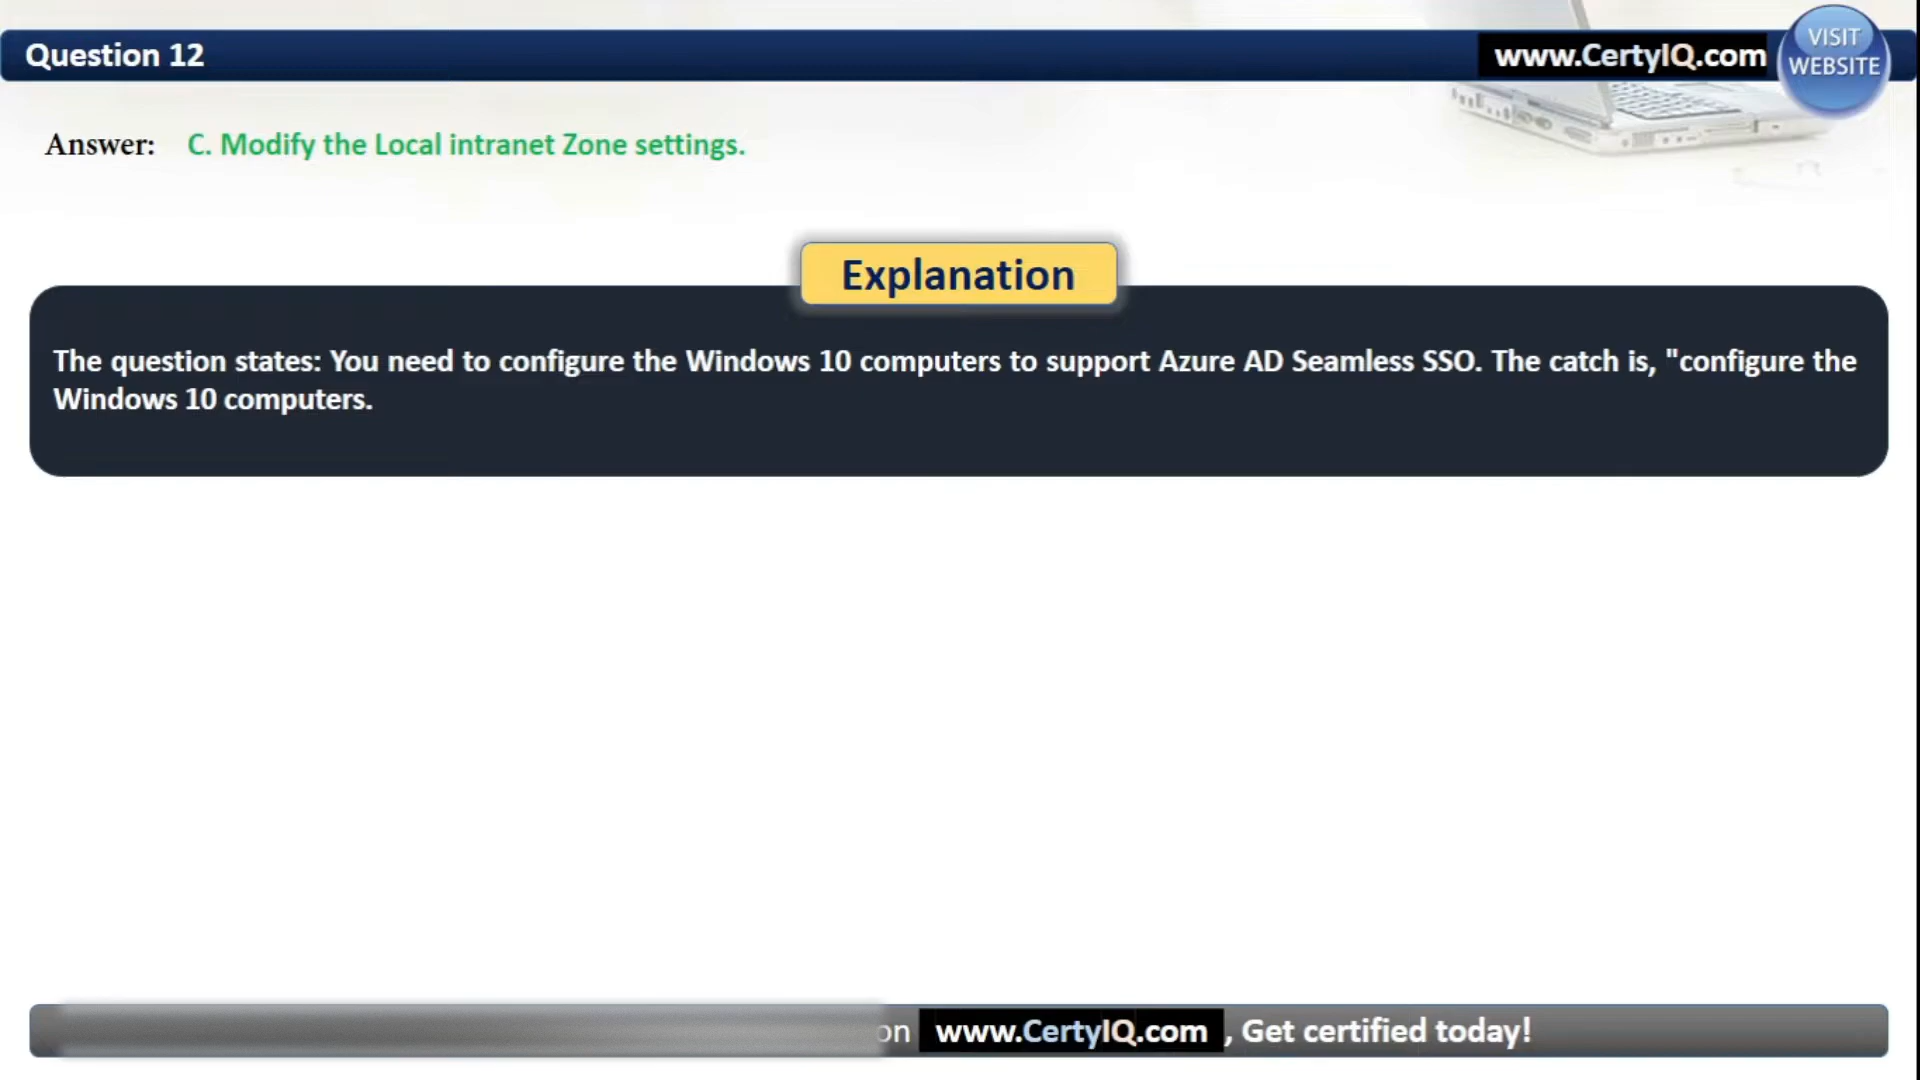 Question 12
www.CertyIQ.com
VISIT
WEBSITE
Answer: C. Modify the Local intranet Zone settings.
Explanation
The question states: You need to configure the Windows 10 computers to support Azure AD Seamless SSO. The catch is, "configure the
Windows 10 computers.
on www.CertyIQ.com , Get certified today!